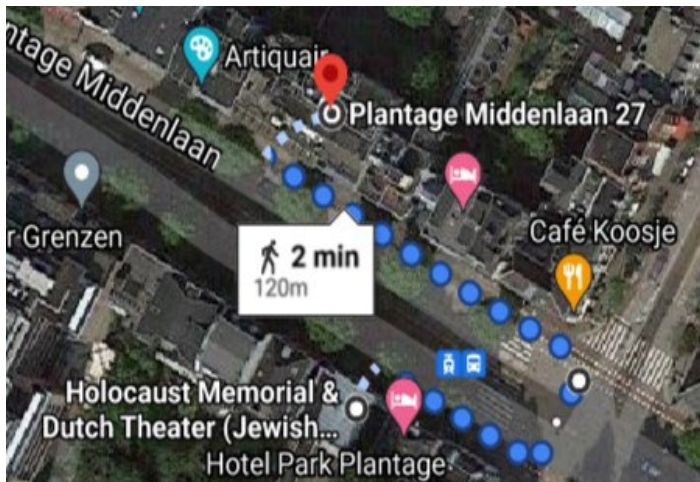 ntage Middenlaan
Artiquair
Plantage Middenlaan 27
r Grenzen
2 min
120m
Café Koosje
Holocaust Memorial &
Dutch Theater (Jewish...
Hotel Park Plantage